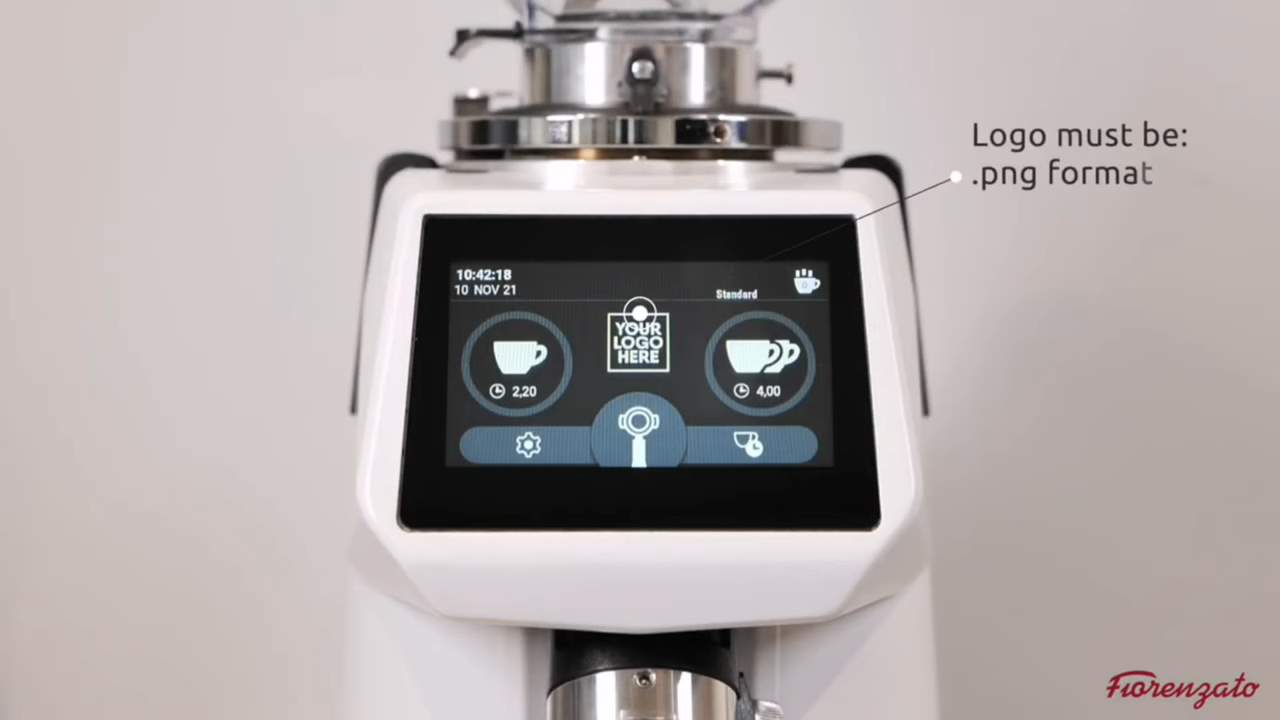 Logo must be:
.png format
10:42:18
10 NOV 21
Standard
YOUR
LOGO
HERE
2,20
4,00
Fiorenzato